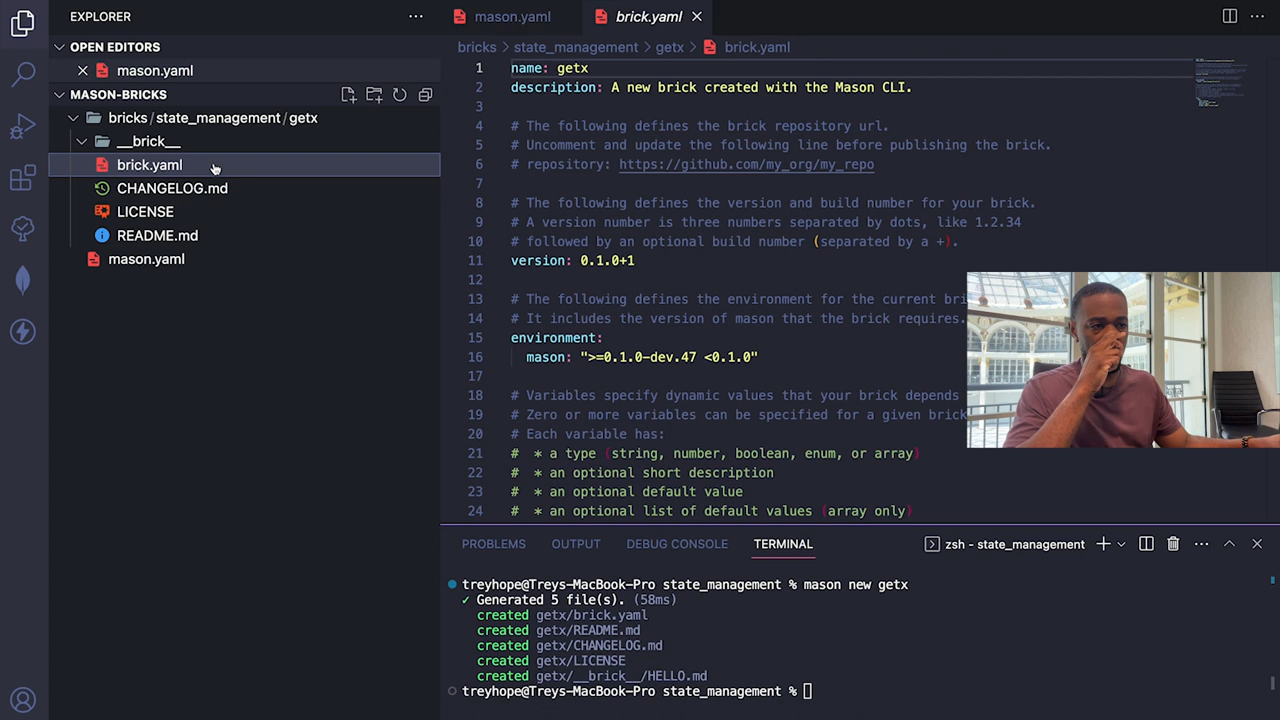 EXPLORER
OPEN EDITORS
mason.yaml
MASON-BRICKS
bricks/state_management/getx
__brick__
brick.yaml
CHANGELOG.md
LICENSE
README.md
mason.yaml
mason.yaml
brick.yaml
bricks > state_management > getx > brick.yaml
1 name: getx
2 description: A new brick created with the Mason CLI.
3
4 # The following defines the brick repository url.
5 # Uncomment and update the following line before publishing the brick.
6 # repository: https://github.com/my_org/my_repo
7
8 # The following defines the version and build number for your brick.
9 # A version number is three numbers separated by dots, like 1.2.34
10 # followed by an optional build number (separated by a +).
11 version: 0.1.0+1
12
13 # The following defines the environment for the current bri
14 # It includes the version of mason that the brick requires.
15 environment:
16 mason: ">=0.1.0-dev.47 <0.1.0"
17
18 # Variables specify dynamic values that your brick depends
19 # Zero or more variables can be specified for a given brick
20 # Each variable has:
21 # * a type (string, number, boolean, enum, or array)
22 # * an optional short description
23 # * an optional default value
24 # * an optional list of default values (array only)
PROBLEMS OUTPUT DEBUG CONSOLE TERMINAL zsh - state_management
treyhope@Treys-MacBook-Pro state_management % mason new getx
✓ Generated 5 file(s). (58ms)
created getx/brick.yaml
created getx/README.md
created getx/CHANGELOG.md
created getx/LICENSE
created getx/__brick__/HELLO.md
treyhope@Treys-MacBook-Pro state_management %